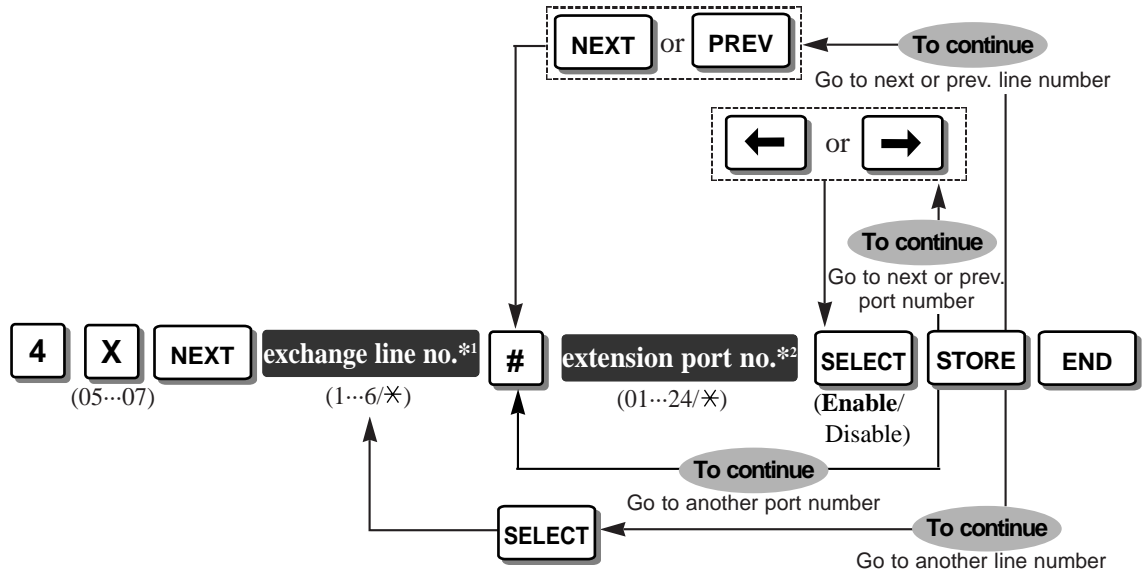 NEXT or PREV To continue
Go to next or prev. line number
← or →
To continue
Go to next or prev.
port number
4 X NEXT exchange line no.*1 # extension port no.*2 SELECT STORE END
(05···07) (1···6/✳) (01···24/✳) (Enable/
Disable)
To continue
Go to another port number
SELECT To continue
Go to another line number